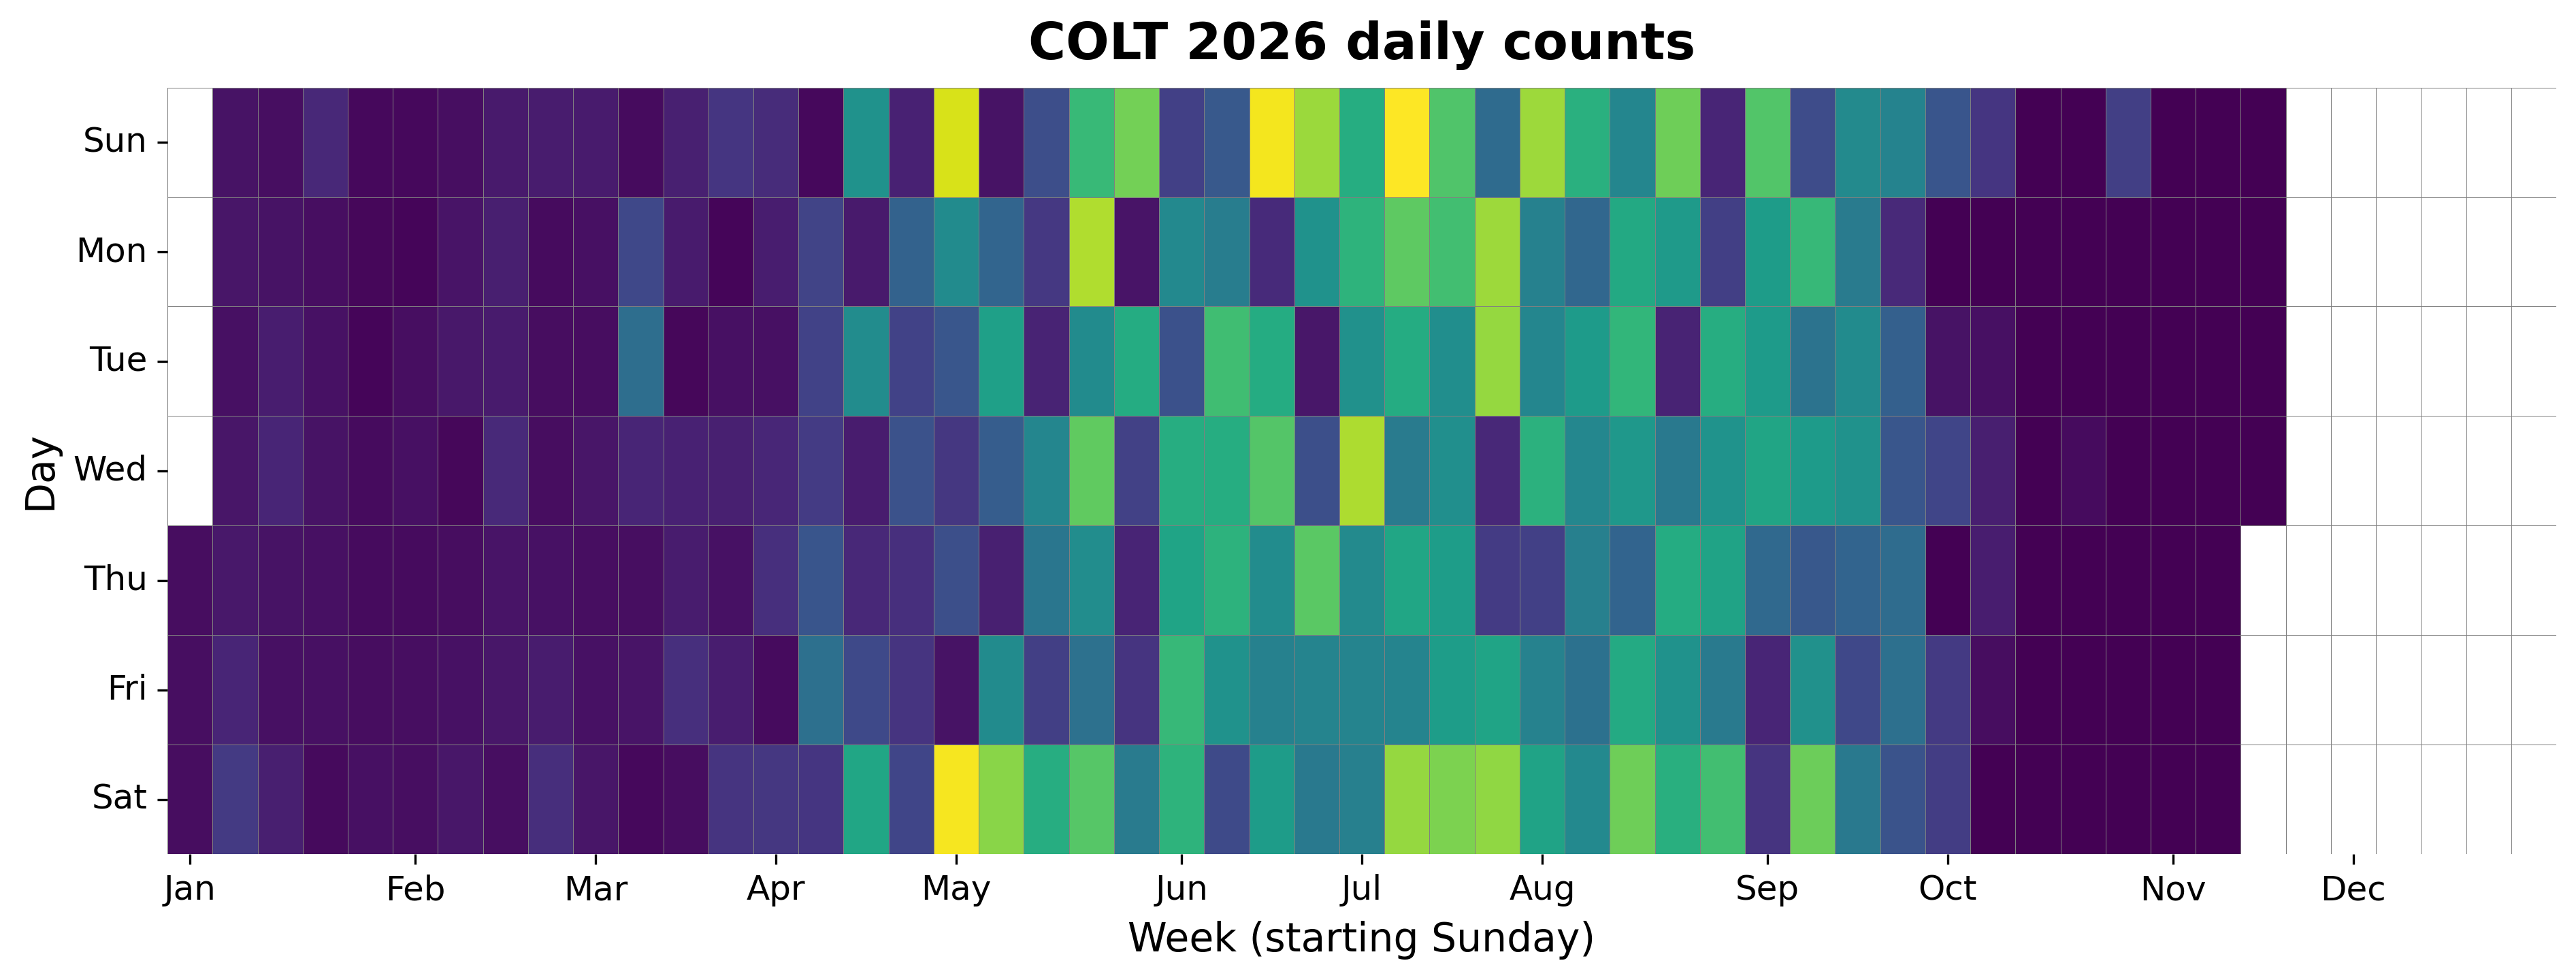 COLT 2026 daily counts
Day
Sun
Mon
Tue
Wed
Thu
Fri
Sat
Jan Feb Mar Apr May Jun Jul Aug Sep Oct Nov Dec
Week (starting Sunday)